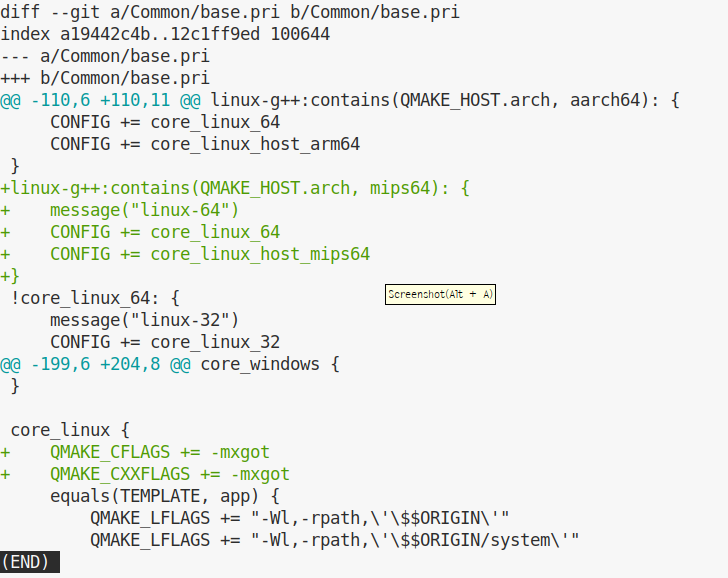 diff --git a/Common/base.pri b/Common/base.pri
index a19442c4b..12c1ff9ed 100644
--- a/Common/base.pri
+++ b/Common/base.pri
@@ -110,6 +110,11 @@ linux-g++:contains(QMAKE_HOST.arch, aarch64): {
     CONFIG += core_linux_64
     CONFIG += core_linux_host_arm64
 }
+linux-g++:contains(QMAKE_HOST.arch, mips64): {
+    message("linux-64")
+    CONFIG += core_linux_64
+    CONFIG += core_linux_host_mips64
+}
Screenshot(Alt + A)
 !core_linux_64: {
     message("linux-32")
     CONFIG += core_linux_32
@@ -199,6 +204,8 @@ core_windows {
 }
 core_linux {
+    QMAKE_CFLAGS += -mxgot
+    QMAKE_CXXFLAGS += -mxgot
     equals(TEMPLATE, app) {
         QMAKE_LFLAGS += "-Wl,-rpath,\'\$$ORIGIN\'"
         QMAKE_LFLAGS += "-Wl,-rpath,\'\$$ORIGIN/system\'"
(END)